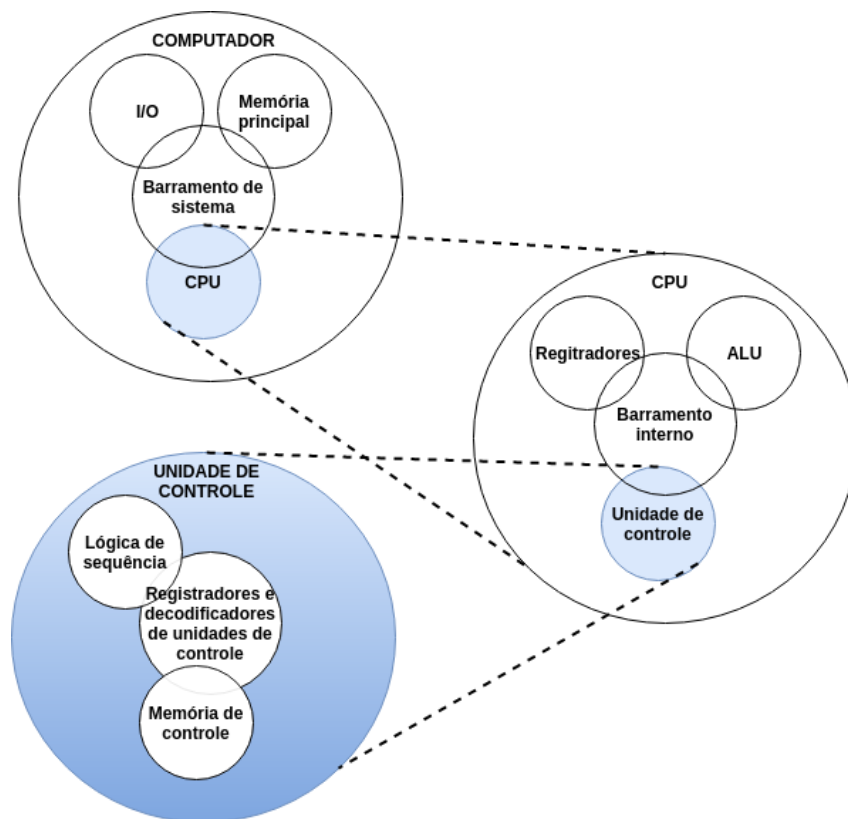 COMPUTADOR
I/O
Memória
principal
Barramento de
sistema
CPU
CPU
Regitradores
ALU
Barramento
interno
Unidade de
controle
UNIDADE DE
CONTROLE
Lógica de
sequência
Registradores e
decodificadores
de unidades de
controle
Memória de
controle